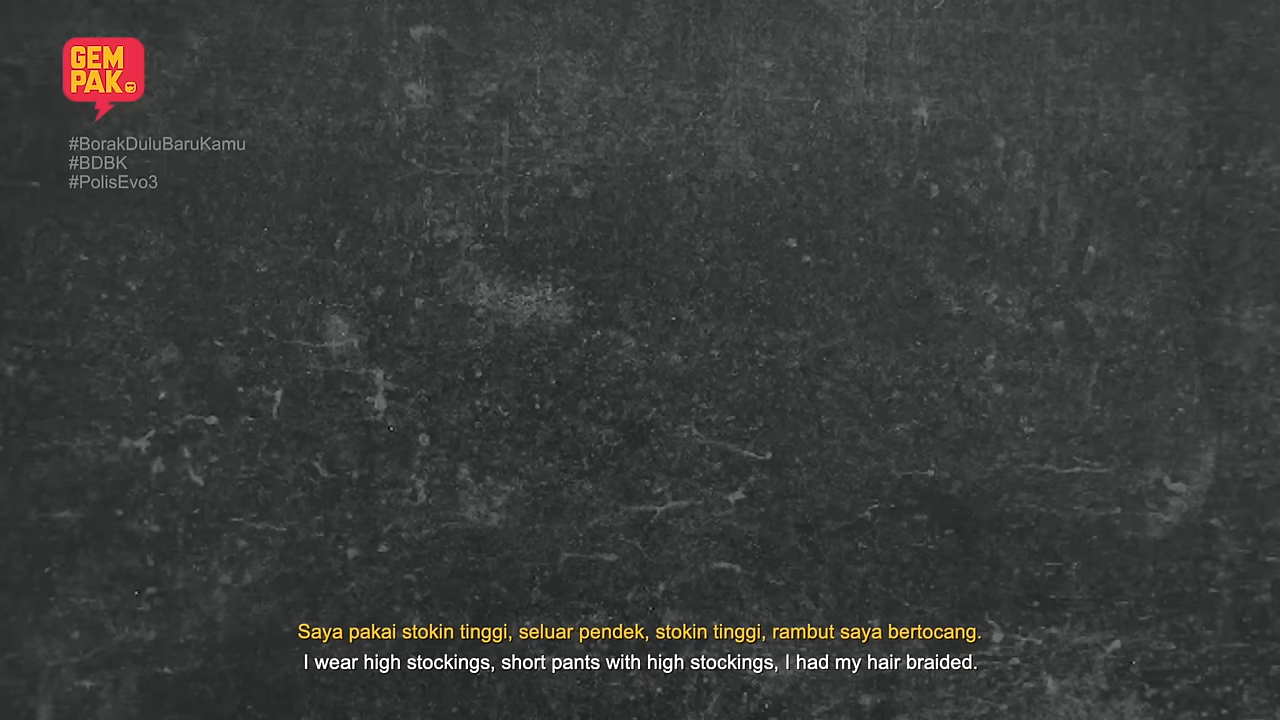 GEM
PAK
#BorakDuluBaruKamu
#BDBK
#PolisEvo3
Saya pakai stokin tinggi, seluar pendek, stokin tinggi, rambut saya bertocang.
I wear high stockings, short pants with high stockings, I had my hair braided.